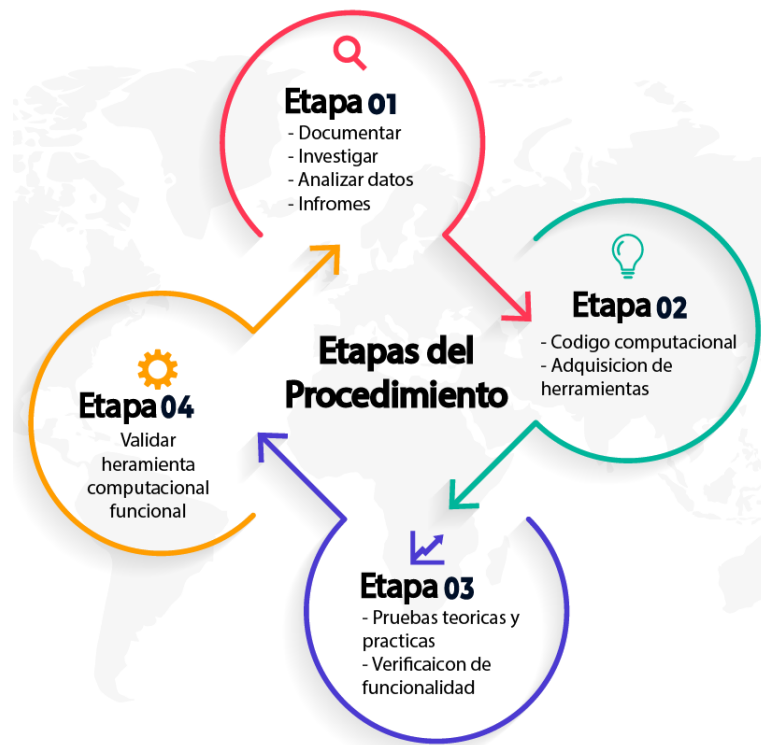 Etapa 01
- Documentar
- Investigar
- Analizar datos
- Infromes
Etapa 02
- Codigo computacional
- Adquisicion de
herramientas
Etapas del
Procedimiento
Etapa 04
Validar
heramienta
computacional
funcional
Etapa 03
- Pruebas teoricas y
practicas
- Verificaicon de
funcionalidad